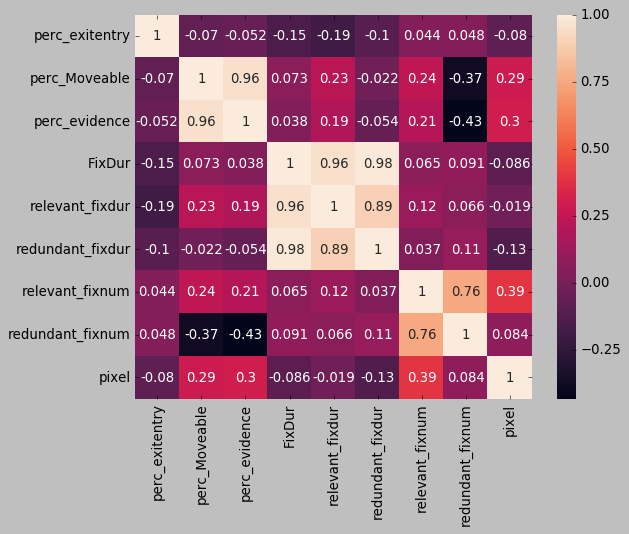 perc_exitentry 1 -0.07 -0.052 -0.15 -0.19 -0.1 0.044 0.048 -0.08
perc_Moveable -0.07 1 0.96 0.073 0.23 -0.022 0.24 -0.37 0.29
perc_evidence -0.052 0.96 1 0.038 0.19 -0.054 0.21 -0.43 0.3
FixDur -0.15 0.073 0.038 1 0.96 0.98 0.065 0.091 -0.086
relevant_fixdur -0.19 0.23 0.19 0.96 1 0.89 0.12 0.066 -0.019
redundant_fixdur -0.1 -0.022 -0.054 0.98 0.89 1 0.037 0.11 -0.13
relevant_fixnum 0.044 0.24 0.21 0.065 0.12 0.037 1 0.76 0.39
redundant_fixnum 0.048 -0.37 -0.43 0.091 0.066 0.11 0.76 1 0.084
pixel -0.08 0.29 0.3 -0.086 -0.019 -0.13 0.39 0.084 1
perc_exitentry
perc_Moveable
perc_evidence
FixDur
relevant_fixdur
redundant_fixdur
relevant_fixnum
redundant_fixnum
pixel
1.00
0.75
0.50
0.25
0.00
−0.25